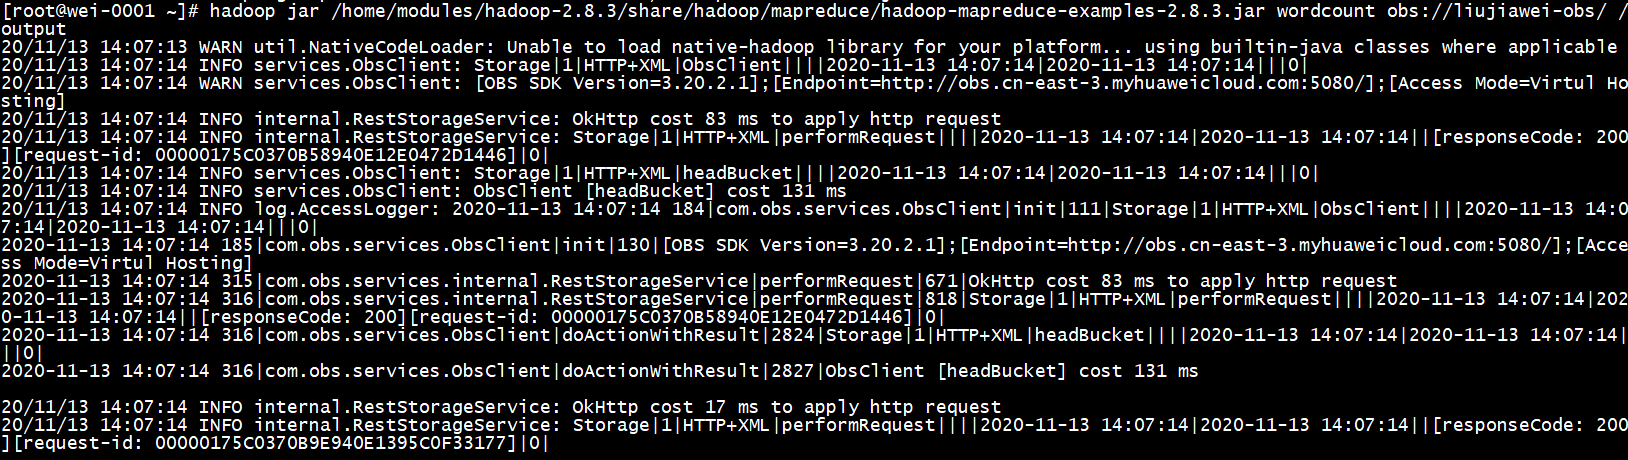 [root@wei-0001 ~]# hadoop jar /home/modules/hadoop-2.8.3/share/hadoop/mapreduce/hadoop-mapreduce-examples-2.8.3.jar wordcount obs://liujiawei-obs/ /
output
20/11/13 14:07:13 WARN util.NativeCodeLoader: Unable to load native-hadoop library for your platform... using builtin-java classes where applicable
20/11/13 14:07:14 INFO services.ObsClient: Storage|1|HTTP+XML|ObsClient||||2020-11-13 14:07:14|2020-11-13 14:07:14|||0|
20/11/13 14:07:14 WARN services.ObsClient: [OBS SDK Version=3.20.2.1];[Endpoint=http://obs.cn-east-3.myhuaweicloud.com:5080/];[Access Mode=Virtul Ho
sting]
20/11/13 14:07:14 INFO internal.RestStorageService: OkHttp cost 83 ms to apply http request
20/11/13 14:07:14 INFO internal.RestStorageService: Storage|1|HTTP+XML|performRequest||||2020-11-13 14:07:14|2020-11-13 14:07:14||[responseCode: 200
][request-id: 00000175C0370B58940E12E0472D1446]|0|
20/11/13 14:07:14 INFO services.ObsClient: Storage|1|HTTP+XML|headBucket||||2020-11-13 14:07:14|2020-11-13 14:07:14|||0|
20/11/13 14:07:14 INFO services.ObsClient: ObsClient [headBucket] cost 131 ms
20/11/13 14:07:14 INFO log.AccessLogger: 2020-11-13 14:07:14 184|com.obs.services.ObsClient|init|111|Storage|1|HTTP+XML|ObsClient||||2020-11-13 14:0
7:14|2020-11-13 14:07:14|||0|
2020-11-13 14:07:14 185|com.obs.services.ObsClient|init|130|[OBS SDK Version=3.20.2.1];[Endpoint=http://obs.cn-east-3.myhuaweicloud.com:5080/];[Acce
ss Mode=Virtul Hosting]
2020-11-13 14:07:14 315|com.obs.services.internal.RestStorageService|performRequest|671|OkHttp cost 83 ms to apply http request
2020-11-13 14:07:14 316|com.obs.services.internal.RestStorageService|performRequest|818|Storage|1|HTTP+XML|performRequest||||2020-11-13 14:07:14|202
0-11-13 14:07:14||[responseCode: 200][request-id: 00000175C0370B58940E12E0472D1446]|0|
2020-11-13 14:07:14 316|com.obs.services.ObsClient|doActionWithResult|2824|Storage|1|HTTP+XML|headBucket||||2020-11-13 14:07:14|2020-11-13 14:07:14|
||0|
2020-11-13 14:07:14 316|com.obs.services.ObsClient|doActionWithResult|2827|ObsClient [headBucket] cost 131 ms
20/11/13 14:07:14 INFO internal.RestStorageService: OkHttp cost 17 ms to apply http request
20/11/13 14:07:14 INFO internal.RestStorageService: Storage|1|HTTP+XML|performRequest||||2020-11-13 14:07:14|2020-11-13 14:07:14||[responseCode: 200
][request-id: 00000175C0370B9E940E1395C0F33177]|0|